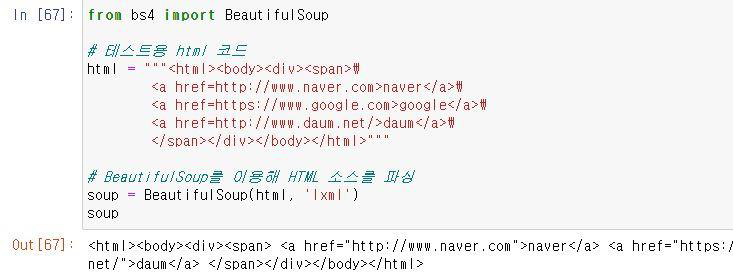 In [67]: from bs4 import BeautifulSoup
# 테스트용 html 코드
html = """<html><body><div><span>₩
<a href=http://www.naver.com>naver</a>₩
<a href=https://www.google.com>google</a>₩
<a href=http://www.daum.net/>daum</a>₩
</span></div></body></html>"""
# BeautifulSoup를 이용해 HTML 소스를 파싱
soup = BeautifulSoup(html, 'lxml')
soup
Out[67]: <html><body><div><span> <a href="http://www.naver.com">naver</a> <a href="https:/
net/">daum</a> </span></div></body></html>